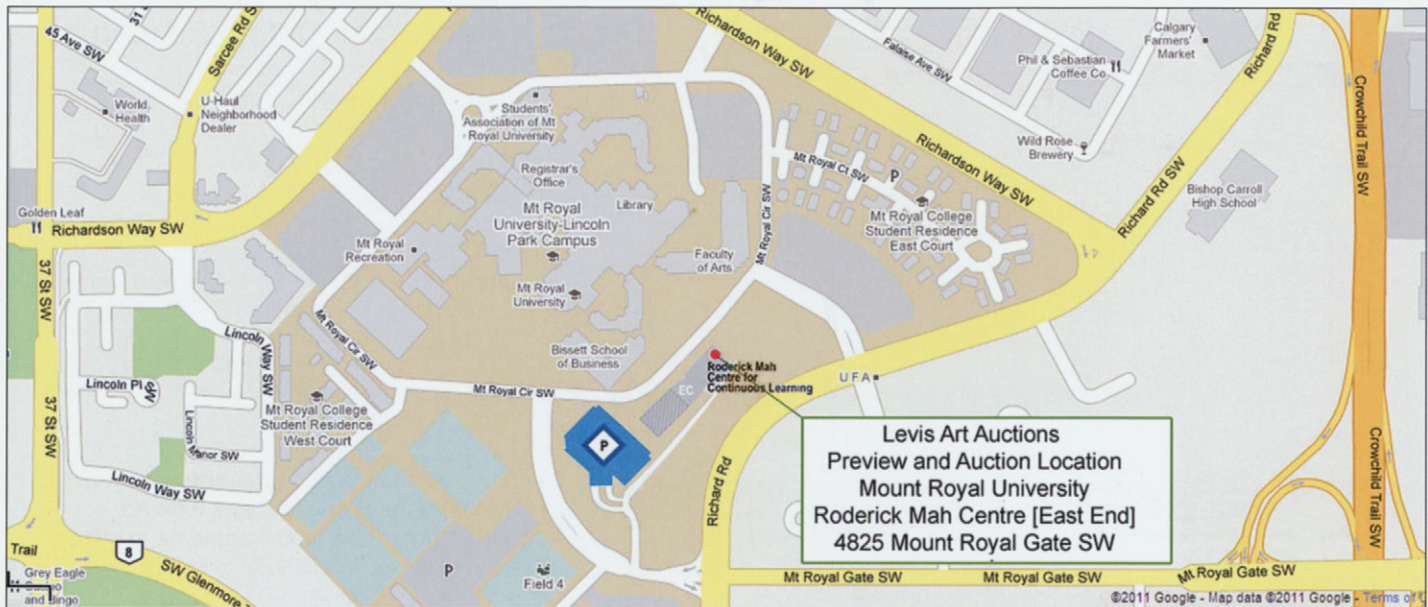 45 Ave SW
31 S
Sarcee Rd S
World
Health
U-Haul
Neighborhood
Dealer
Golden Leaf
Richardson Way SW
37 St SW
37 St SW
Lincoln Way SW
Lincoln Pl SW
Lincoln Manor SW
Lincoln Way SW
Trail
8
SW Glenmore
Grey Eagle
Casino
and Bingo
Students'
Association of Mt
Royal University
Registrar's
Office
Mt Royal
University-Lincoln
Park Campus
Library
Mt Royal
Recreation
Mt Royal
University
Faculty
of Arts
Bissett School
of Business
Mt Royal Cir SW
Mt Royal Cir SW
Mt Royal Cir SW
Mt Royal College
Student Residence
West Court
P
P
Field 4
EC
Roderick Mah
Centre for
Continuous Learning
Richardson Way SW
Falaise Ave SW
Phil & Sebastian
Coffee Co
Calgary
Farmers'
Market
Richard Rd
Wild Rose
Brewery
Richardson Way SW
Mt Royal Ct SW
P
Mt Royal College
Student Residence
East Court
Richard Rd SW
Bishop Carroll
High School
Crowchild Trail SW
Crowchild Trail SW
UFA
Richard Rd
Levis Art Auctions
Preview and Auction Location
Mount Royal University
Roderick Mah Centre [East End]
4825 Mount Royal Gate SW
Mt Royal Gate SW
Mt Royal Gate SW
Mt Royal Gate SW
©2011 Google - Map data ©2011 Google - Terms of